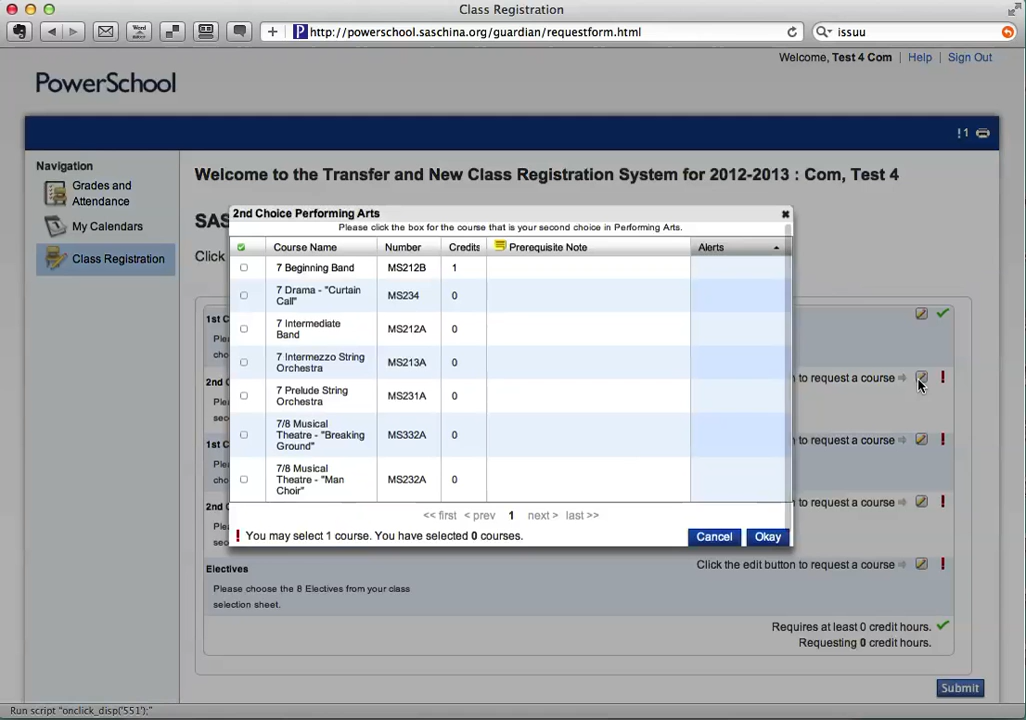 Class Registration
Word
http://powerschool.saschina.org/guardian/requestform.html
issuu
Welcome, Test 4 Com | Help | Sign Out
PowerSchool
!1
Navigation
Grades and
Attendance
My Calendars
Class Registration
Welcome to the Transfer and New Class Registration System for 2012-2013 : Com, Test 4
SAS
Click
2nd Choice Performing Arts
Please click the box for the course that is your second choice in Performing Arts.
Course Name Number Credits Prerequisite Note Alerts
7 Beginning Band MS212B 1
7 Drama - "Curtain
Call" MS234 0
7 Intermediate
Band MS212A 0
7 Intermezzo String
Orchestra MS213A 0
7 Prelude String
Orchestra MS231A 0
7/8 Musical
Theatre - "Breaking
Ground" MS332A 0
7/8 Musical
Theatre - "Man
Choir" MS232A 0
<< first < prev 1 next > last >>
! You may select 1 course. You have selected 0 courses.
Cancel Okay
1st C
Plea
cho
2nd C
n to request a course !
Plea
seco
1st C
n to request a course !
Plea
2nd C
n to request a course !
Plea
Electives
Click the edit button to request a course !
Please choose the 8 Electives from your class
selection sheet.
Requires at least 0 credit hours.
Requesting 0 credit hours.
Submit
Run script "onclick_disp('551');"